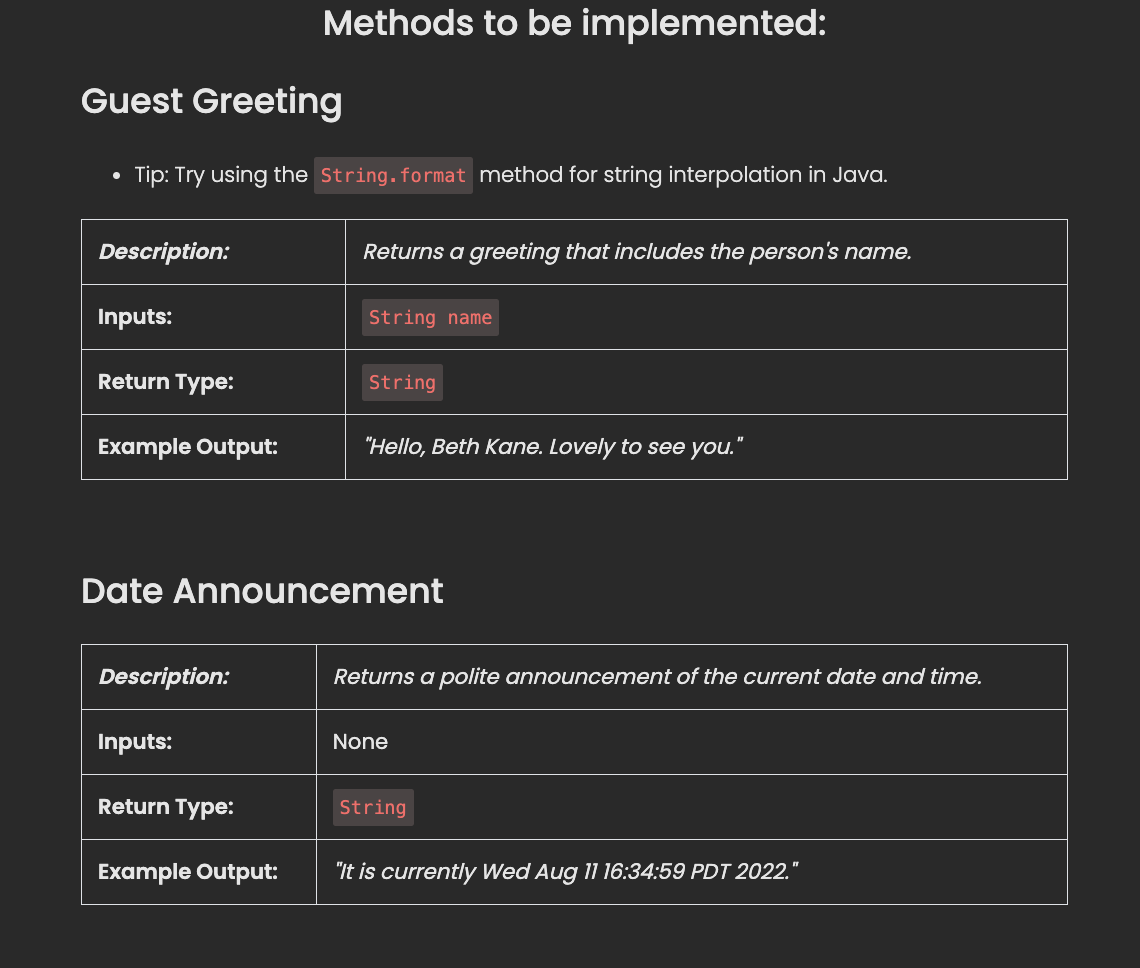 Methods to be implemented:
Guest Greeting
• Tip: Try using the String.format method for string interpolation in Java.
Description: Returns a greeting that includes the person's name.
Inputs: String name
Return Type: String
Example Output: "Hello, Beth Kane. Lovely to see you."
Date Announcement
Description: Returns a polite announcement of the current date and time.
Inputs: None
Return Type: String
Example Output: "It is currently Wed Aug 11 16:34:59 PDT 2022."